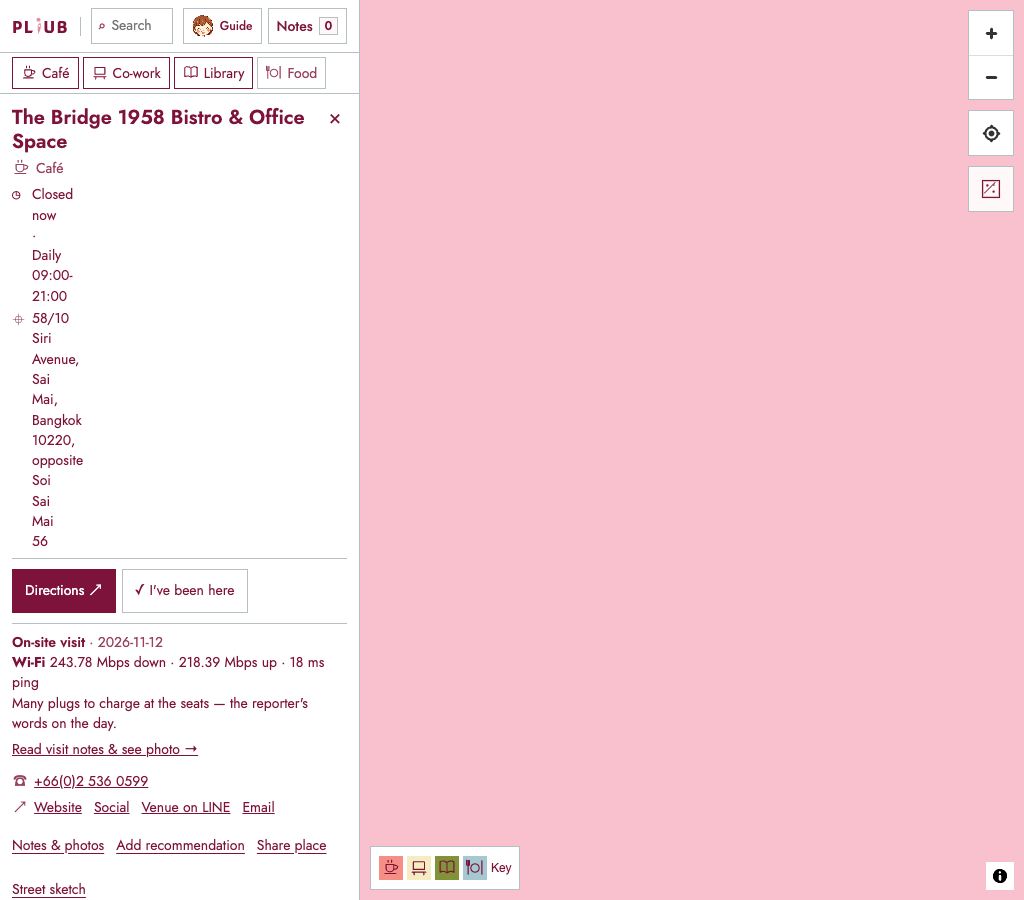 PLiUB
Search
Guide
Notes 0
Café
Co-work
Library
Food
The Bridge 1958 Bistro & Office
Space
Café
Closed
now
·
Daily
09:00-
21:00
58/10
Siri
Avenue,
Sai
Mai,
Bangkok
10220,
opposite
Soi
Sai
Mai
56
Directions ↗
✓ I've been here
On-site visit · 2026-11-12
Wi-Fi 243.78 Mbps down · 218.39 Mbps up · 18 ms
ping
Many plugs to charge at the seats — the reporter's
words on the day.
Read visit notes & see photo →
+66(0)2 536 0599
Website Social Venue on LINE Email
Notes & photos Add recommendation Share place
Street sketch
Key